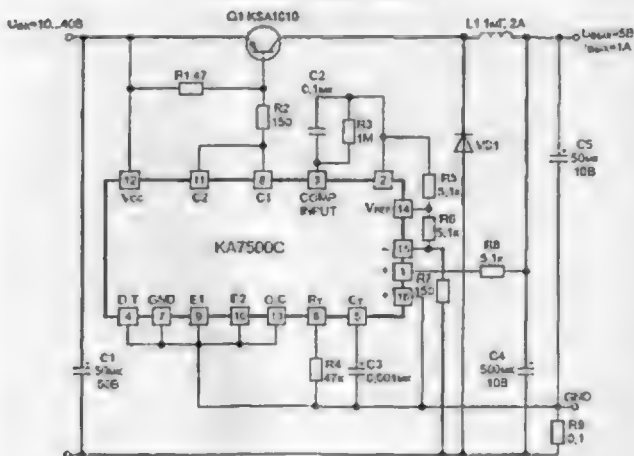 Uвх=10...40В
Q1 KSA1010
L1 1мГ, 2А
Uвых=5В
Iвых=1А
R1 47
R2
150
C2
0,1мк
R3
1М
VD1
C5
50мк
10В
R5
5,1к
R6
5,1к
12
11
8
3
2
Vcc
C2
C1
COMP
INPUT
VREF
14
KA7500C
−
15
+
1
+
16
R7
150
R8
5,1к
D.T
GND
E1
E2
O.C
RT
CT
4
7
9
10
13
6
5
C1
50мк
R4
47к
C3
0,001мк
C4
500мк
10В
GND
R9
0,1